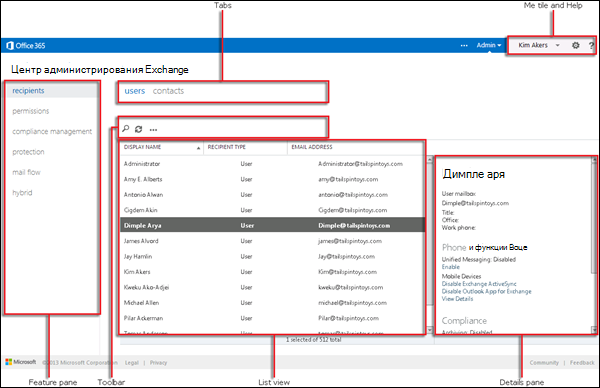 Tabs
Me tile and Help
Office 365
••• Admin Kim Akers ?
Центр администрирования Exchange
recipients
permissions
compliance management
protection
mail flow
hybrid
users contacts
•••
DISPLAY NAME RECIPIENT TYPE EMAIL ADDRESS
Administrator User Administrator@tailspintoys.com
Amy E. Alberts User amy@tailspintoys.com
Antonio Alwan User antonio@tailspintoys.com
Cigdem Akin User Cigdem@tailspintoys.com
Dimple Arya User Dimple@tailspintoys.com
James Alvord User james@tailspintoys.com
Jay Hamlin User Jay@tailspintoys.com
Kim Akers User Kim@tailspintoys.com
Kweku Ako-Adjei User kweku@tailspintoys.com
Michael Allen User michael@tailspintoys.com
Pilar Ackerman User Pilar@tailspintoys.com
1 selected of 512 total
Димпле аря
User mailbox
Dimple@tailspintoys.com
Title:
Office:
Work phone:
Phone и функции Воце
Unified Messaging: Disabled
Enable
Mobile Devices
Disable Exchange ActiveSync
Disable Outlook App for Exchange
View Details
Compliance
Archiving: Disabled
Microsoft ©2013 Microsoft Corporation Legal | Privacy
Community | Feedback
Feature pane
Toolbar
List view
Details pane